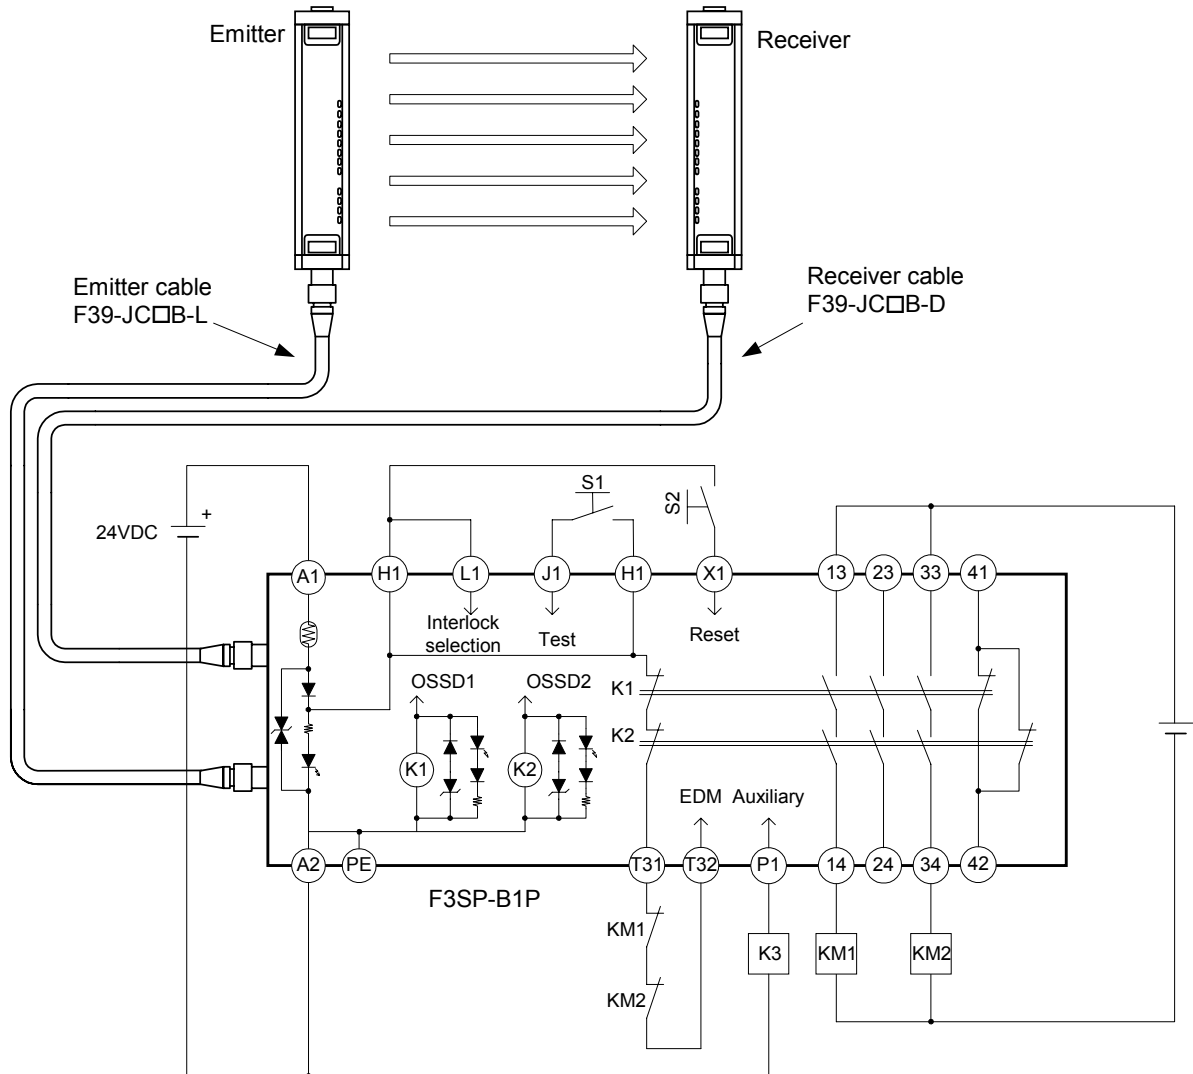 Emitter
Receiver
Emitter cable
F39-JC□B-L
Receiver cable
F39-JC□B-D
S1
S2
24VDC
+
A1
H1
L1
J1
H1
X1
13
23
33
41
Interlock
selection
Test
Reset
OSSD1
OSSD2
K1
K2
K1
K2
EDM
Auxiliary
A2
PE
T31
T32
P1
14
24
34
42
F3SP-B1P
KM1
KM2
K3
KM1
KM2